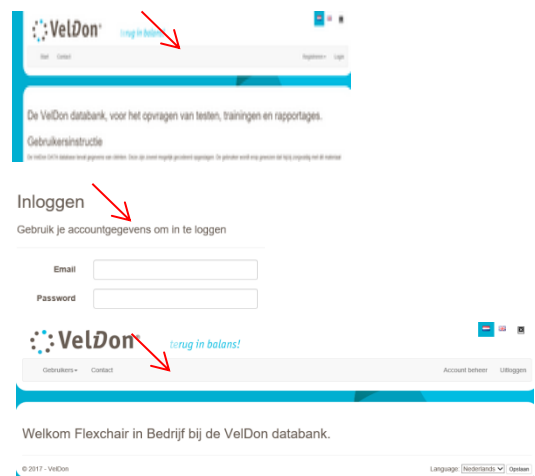 VelDon terug in balans!
Start Contact Registreren Login
De VelDon databank, voor het opvragen van testen, trainingen en rapportages.
Gebruikersinstructie
Inloggen
Gebruik je accountgegevens om in te loggen
Email
Password
VelDon terug in balans!
Gebruikers Contact Account beheer Uitloggen
Welkom Flexchair in Bedrijf bij de VelDon databank.
© 2017 - VelDon Language: Nederlands Opslaan